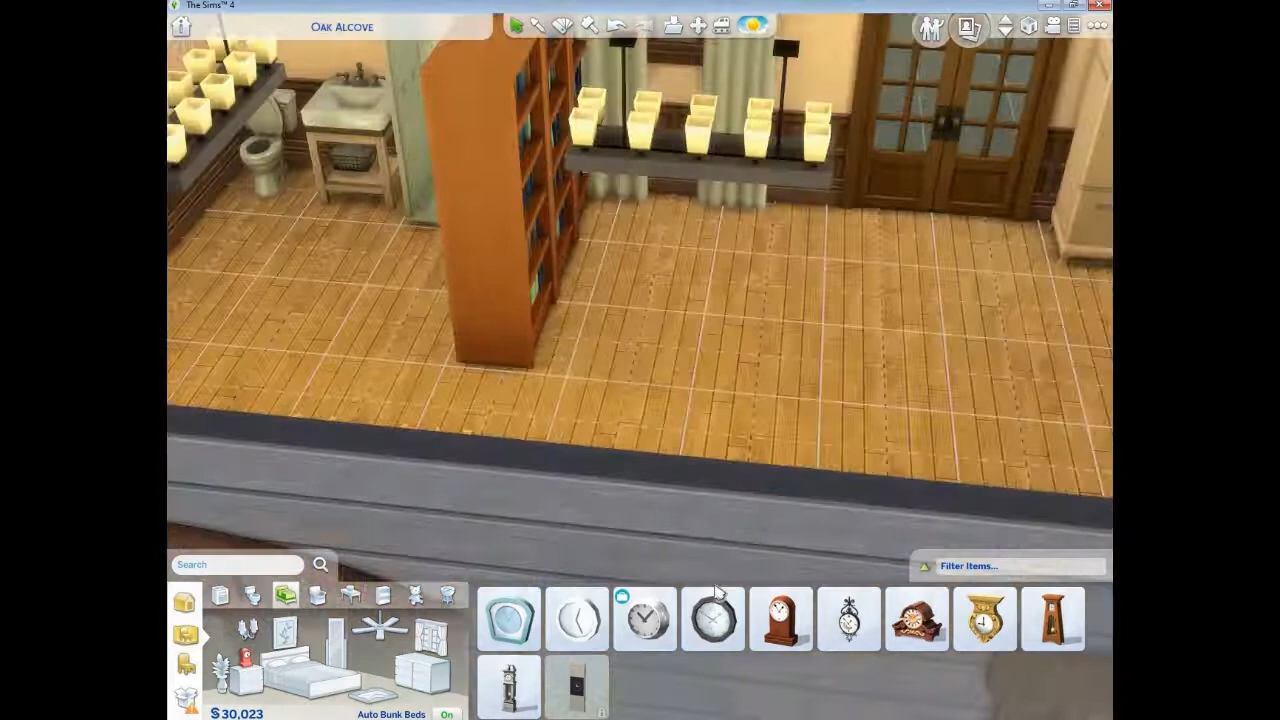 The Sims™ 4
OAK ALCOVE
Search
Filter Items...
§30,023
Auto Bunk Beds On